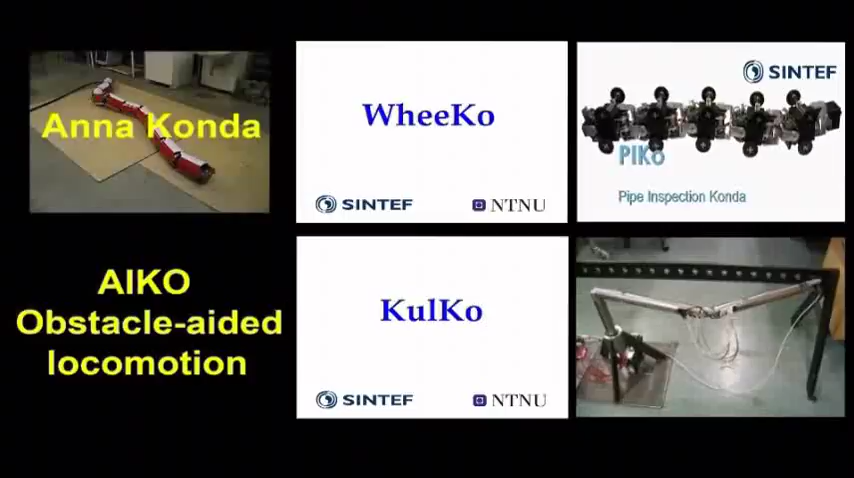 Anna Konda
WheeKo
SINTEF
NTNU
SINTEF
PIKo
Pipe Inspection Konda
AIKO
Obstacle-aided
locomotion
KulKo
SINTEF
NTNU